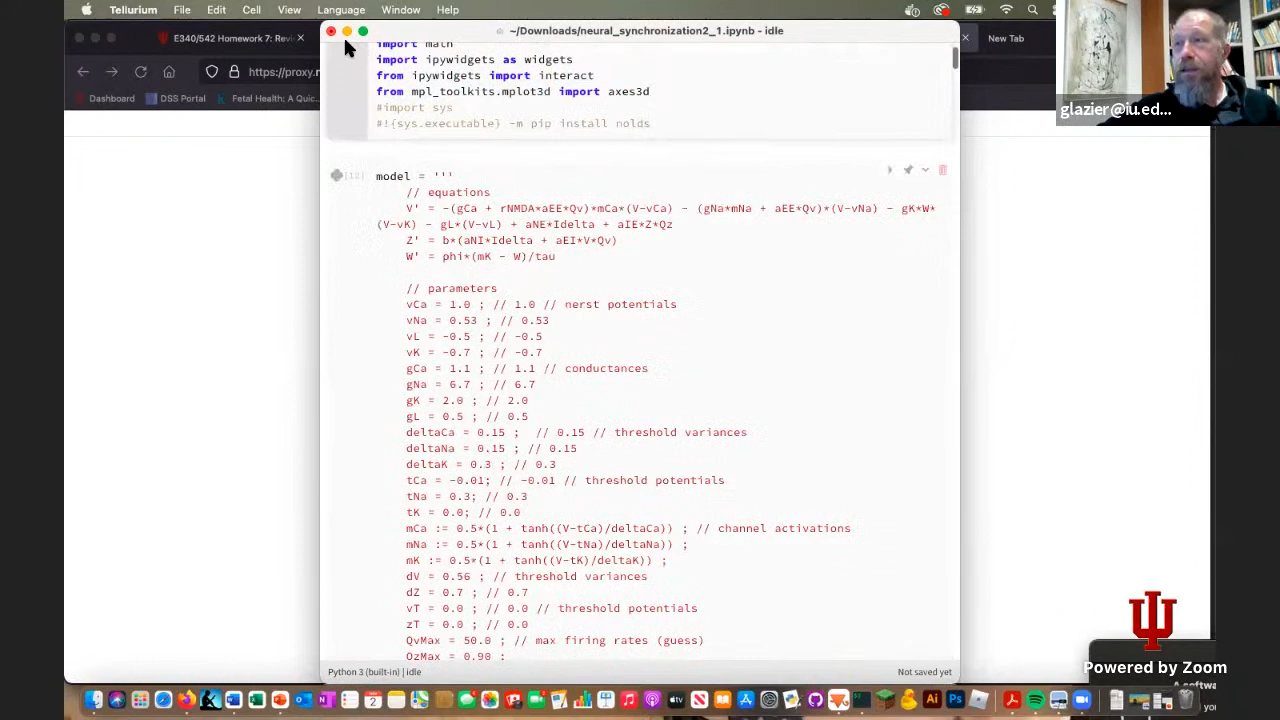 Tellurium File Edit View Language Window Help
~/Downloads/neural_synchronization2_1.ipynb - idle
E340/542 Homework 7: Revi
New Tab
https://proxy.
Dashboard
DSS Portal
Fetal Health: A Quic
import math
import ipywidgets as widgets
from ipywidgets import interact
from mpl_toolkits.mplot3d import axes3d
#import sys
#!{sys.executable} -m pip install nolds
model = '''
// equations
V' = -(gCa + rNMDA*aEE*Qv)*mCa*(V-vCa) - (gNa*mNa + aEE*Qv)*(V-vNa) - gK*W*
(V-vK) - gL*(V-vL) + aNE*Idelta + aIE*Z*Qz
Z' = b*(aNI*Idelta + aEI*V*Qv)
W' = phi*(mK - W)/tau
// parameters
vCa = 1.0 ; // 1.0 // nerst potentials
vNa = 0.53 ; // 0.53
vL = -0.5 ; // -0.5
vK = -0.7 ; // -0.7
gCa = 1.1 ; // 1.1 // conductances
gNa = 6.7 ; // 6.7
gK = 2.0 ; // 2.0
gL = 0.5 ; // 0.5
deltaCa = 0.15 ;  // 0.15 // threshold variances
deltaNa = 0.15 ; // 0.15
deltaK = 0.3 ; // 0.3
tCa = -0.01; // -0.01 // threshold potentials
tNa = 0.3; // 0.3
tK = 0.0; // 0.0
mCa := 0.5*(1 + tanh((V-tCa)/deltaCa)) ; // channel activations
mNa := 0.5*(1 + tanh((V-tNa)/deltaNa)) ;
mK := 0.5*(1 + tanh((V-tK)/deltaK)) ;
dV = 0.56 ; // threshold variances
dZ = 0.7 ; // 0.7
vT = 0.0 ; // 0.0 // threshold potentials
zT = 0.0 ; // 0.0
QvMax = 50.0 ; // max firing rates (guess)
QzMax = 0.90 ;
Python 3 (built-in) | idle
Not saved yet
glazier@iu.ed...
Powered by Zoom